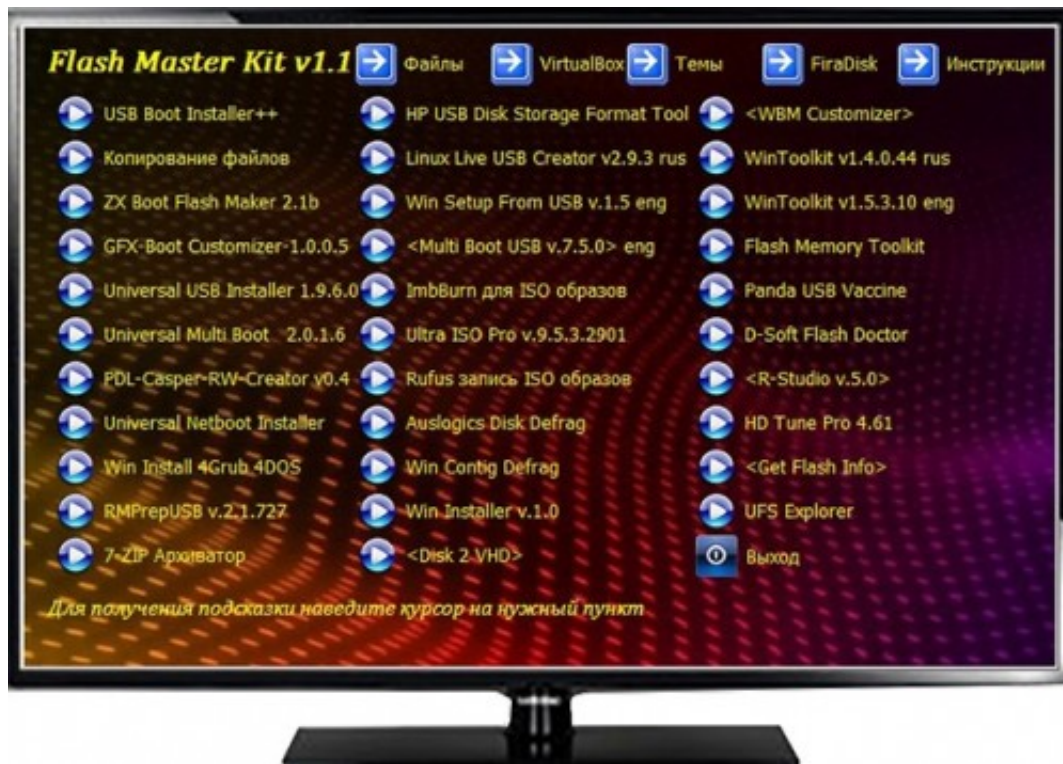 Flash Master Kit v1.1 Файлы VirtualBox Темы FiraDisk Инструкции
USB Boot Installer++ HP USB Disk Storage Format Tool <WBM Customizer>
Копирование файлов Linux Live USB Creator v2.9.3 rus WinToolkit v1.4.0.44 rus
ZX Boot Flash Maker 2.1b Win Setup From USB v.1.5 eng WinToolkit v1.5.3.10 eng
GFX-Boot Customizer-1.0.0.5 <Multi Boot USB v.7.5.0> eng Flash Memory Toolkit
Universal USB Installer 1.9.6.0 ImbBurn для ISO образов Panda USB Vaccine
Universal Multi Boot 2.0.1.6 Ultra ISO Pro v.9.5.3.2901 D-Soft Flash Doctor
PDL-Casper-RW-Creator v0.4 Rufus запись ISO образов <R-Studio v.5.0>
Universal Netboot Installer Auslogics Disk Defrag HD Tune Pro 4.61
Win Install 4Grub 4DOS Win Contig Defrag <Get Flash Info>
RMPrepUSB v.2.1.727 Win Installer v.1.0 UFS Explorer
7-ZIP Архиватор <Disk 2 VHD> Выход
Для получения подсказки наведите курсор на нужный пункт